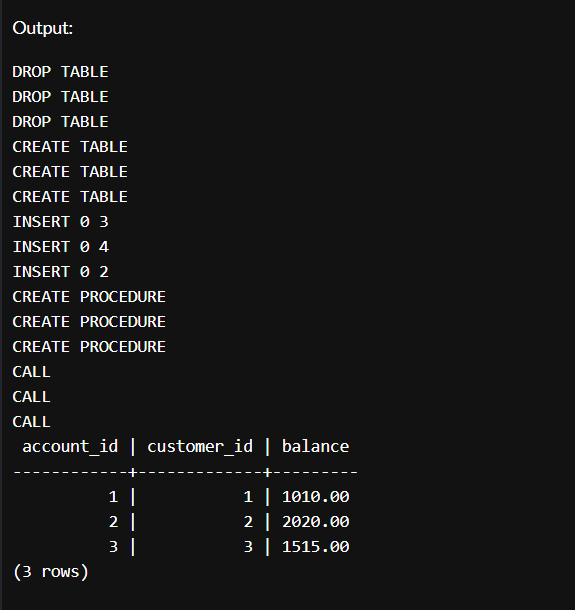 Output:
DROP TABLE
DROP TABLE
DROP TABLE
CREATE TABLE
CREATE TABLE
CREATE TABLE
INSERT 0 3
INSERT 0 4
INSERT 0 2
CREATE PROCEDURE
CREATE PROCEDURE
CREATE PROCEDURE
CALL
CALL
CALL
 account_id | customer_id | balance
------------+-------------+---------
          1 |           1 | 1010.00
          2 |           2 | 2020.00
          3 |           3 | 1515.00
(3 rows)